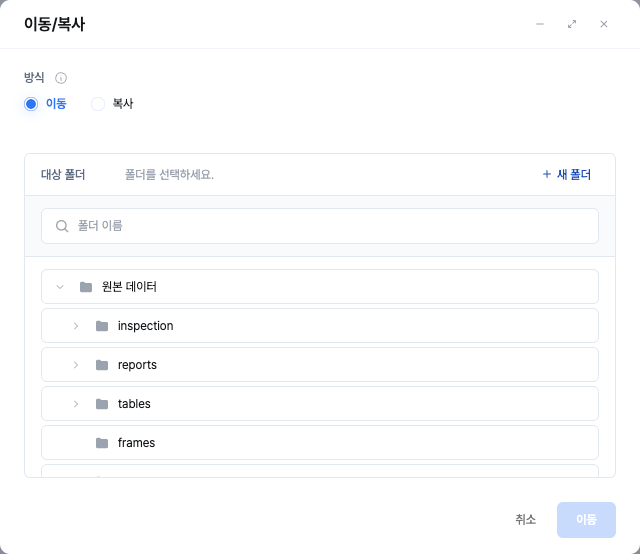 이동/복사
방식
이동
복사
대상 폴더
폴더를 선택하세요.
+ 새 폴더
폴더 이름
원본 데이터
inspection
reports
tables
frames
취소
이동